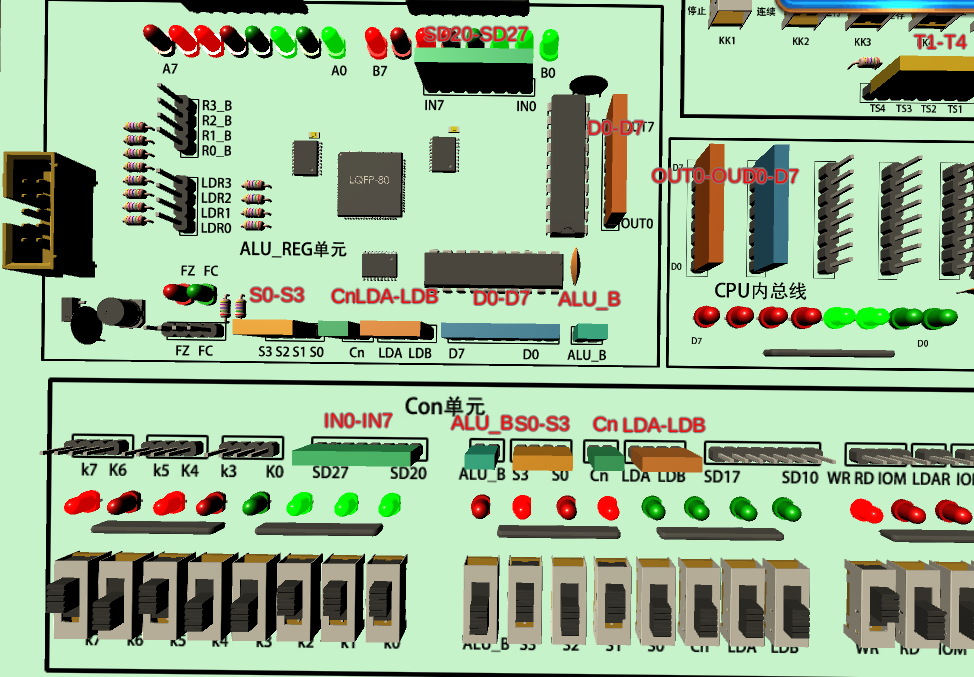 停止
连续
KK1
KK2
KK3
T1-T4
TS4 TS3 TS2 TS1
SD20-SD27
A7
A0
B7
B0
IN7
IN0
R3_B
R2_B
R1_B
R0_B
LDR3
LDR2
LDR1
LDR0
LQFP-80
D0-D7
OUT0
ALU_REG单元
FZ FC
S0-S3
CnLDA-LDB
D0-D7
ALU_B
FZ FC
S3 S2 S1 S0
Cn
LDA LDB
D7
D0
ALU_B
D7
D0-D7
D0
CPU内总线
D7
D0
Con单元
IN0-IN7
ALU_B
S0-S3
Cn
LDA-LDB
k7 K6
k5 K4
k3
K0
SD27
SD20
ALU_B
S3
S0
Cn
LDA LDB
SD17
SD10
WR RD IOM
LDAR
K7 K6 K5 K4 K3 K2 K1 K0
ALU_B S3 S2 S1 S0 Cn LDA LDB
WR RD IOM